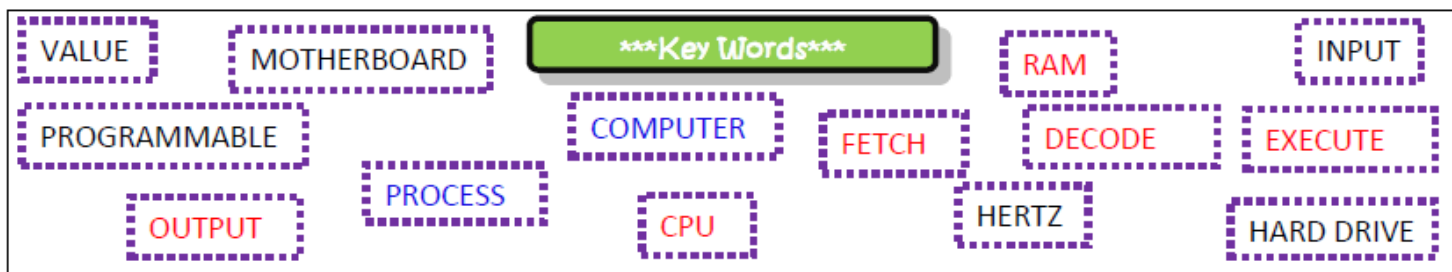 VALUE
MOTHERBOARD
***Key Words***
RAM
INPUT
PROGRAMMABLE
COMPUTER
FETCH
DECODE
EXECUTE
PROCESS
OUTPUT
CPU
HERTZ
HARD DRIVE